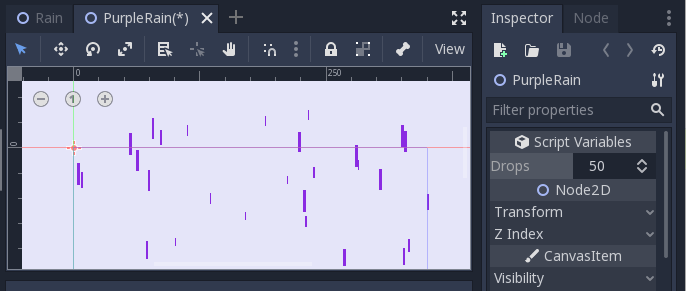 Rain PurpleRain(*) Inspector Node
View
0 250
PurpleRain
1
Filter properties
0
Script Variables
Drops 50
Node2D
Transform
Z Index
CanvasItem
Visibility